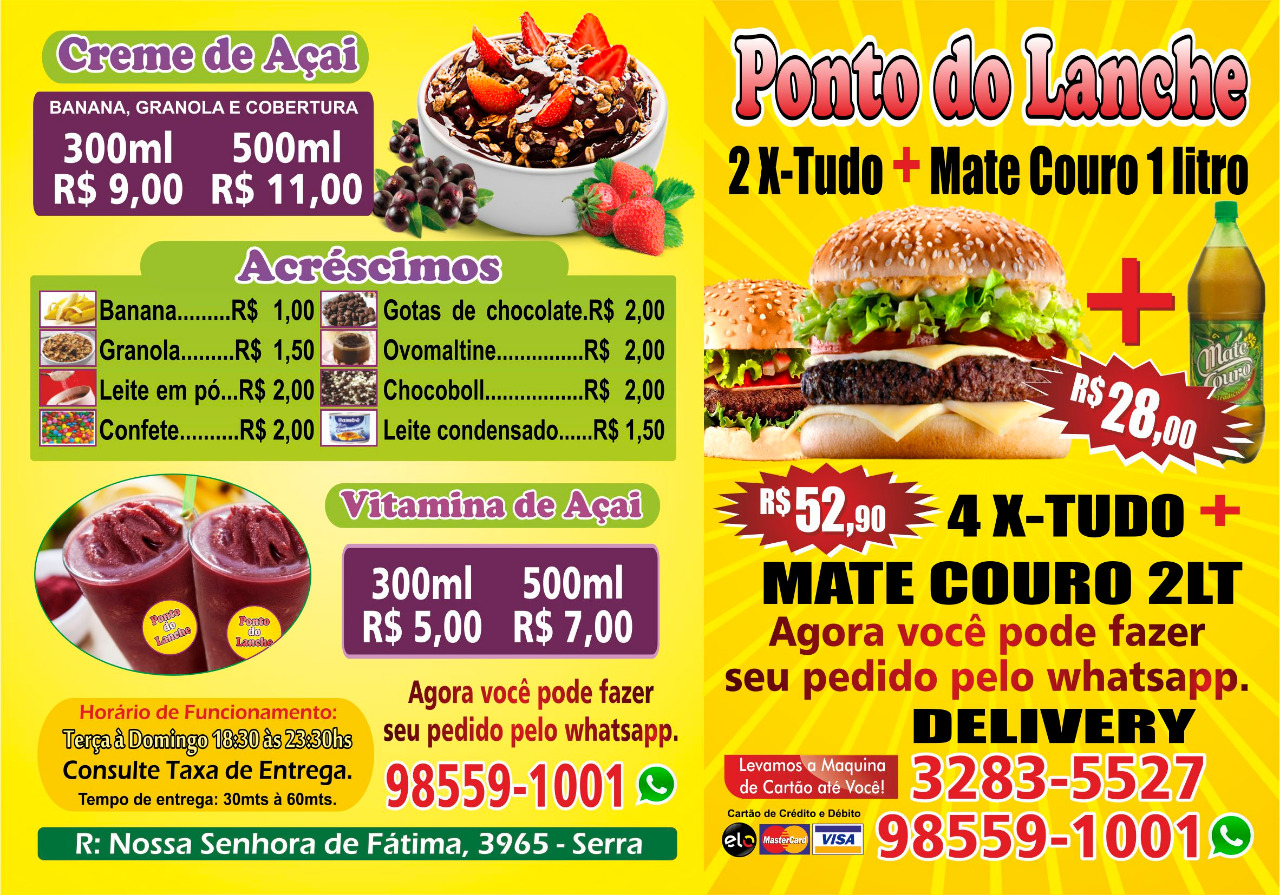 Creme de Açai
BANANA, GRANOLA E COBERTURA
300ml 500ml
R$ 9,00 R$ 11,00
Acréscimos
Banana.........R$ 1,00
Granola.........R$ 1,50
Leite em pó...R$ 2,00
Confete..........R$ 2,00
Gotas de chocolate.R$ 2,00
Ovomaltine...............R$ 2,00
Chocoboll.................R$ 2,00
Leite condensado......R$ 1,50
Vitamina de Açai
300ml 500ml
R$ 5,00 R$ 7,00
Ponto
do
Lanche
Ponto
do
Lanche
Horário de Funcionamento:
Terça à Domingo 18:30 às 23:30hs
Consulte Taxa de Entrega.
Tempo de entrega: 30mts à 60mts.
Agora você pode fazer
seu pedido pelo whatsapp.
98559-1001
R: Nossa Senhora de Fátima, 3965 - Serra
Ponto do Lanche
2 X-Tudo + Mate Couro 1 litro
+
Mate
Couro
R$ 28,00
R$ 52,90
4 X-TUDO +
MATE COURO 2LT
Agora você pode fazer
seu pedido pelo whatsapp.
DELIVERY
Levamos a Maquina
de Cartão até Você!
3283-5527
Cartão de Crédito e Débito
elo MasterCard VISA
98559-1001